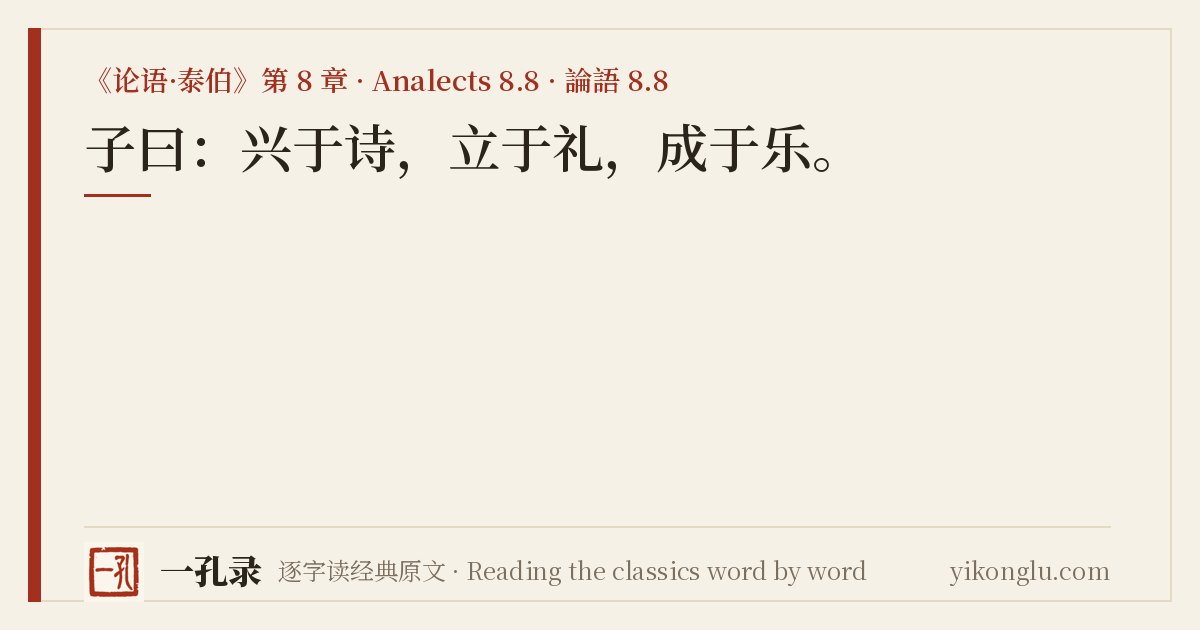 《论语·泰伯》第 8 章 · Analects 8.8 · 論語 8.8
子曰：兴于诗，立于礼，成于乐。
一孔
一孔录 逐字读经典原文 · Reading the classics word by word yikonglu.com